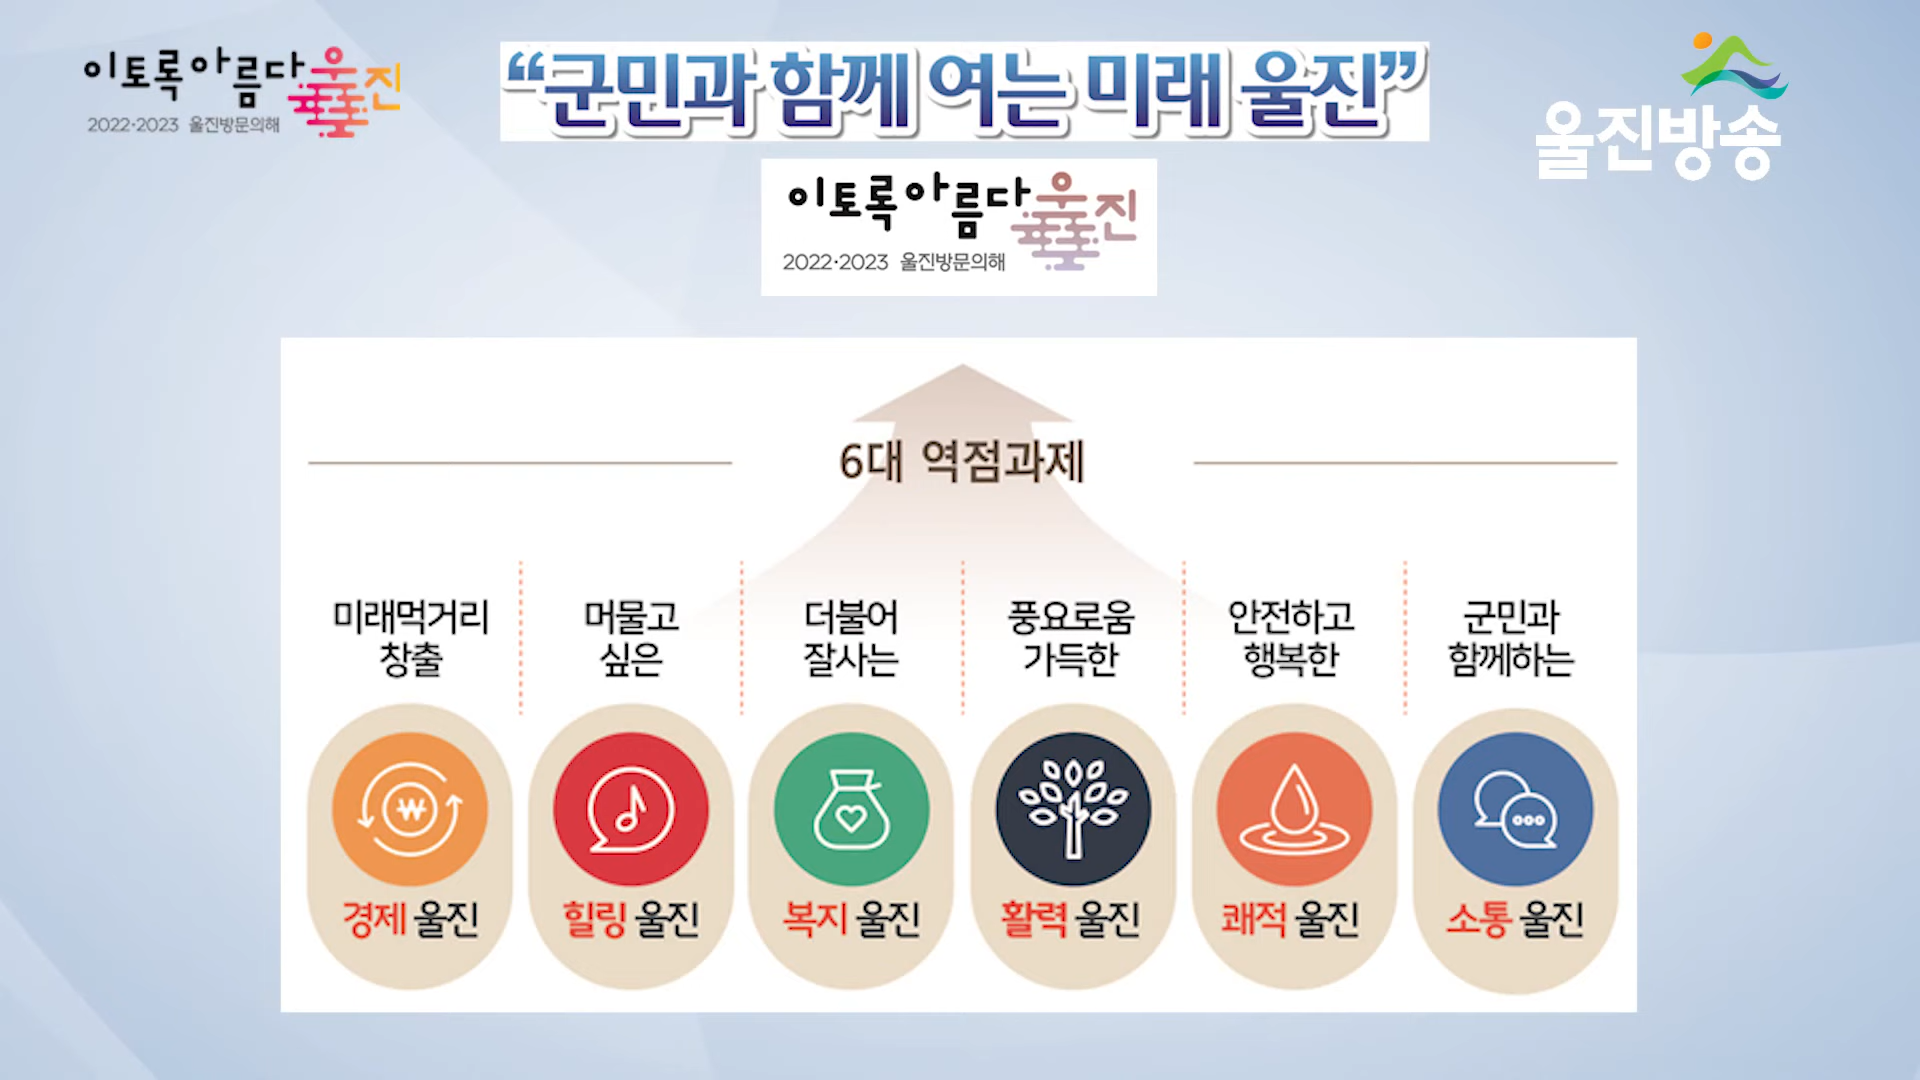 이토록아름다울진
2022·2023 울진방문의해
“군민과 함께 여는 미래 울진”
울진방송
이토록아름다울진
2022·2023 울진방문의해
6대 역점과제
미래먹거리
창출
머물고
싶은
더불어
잘사는
풍요로움
가득한
안전하고
행복한
군민과
함께하는
경제 울진
힐링 울진
복지 울진
활력 울진
쾌적 울진
소통 울진